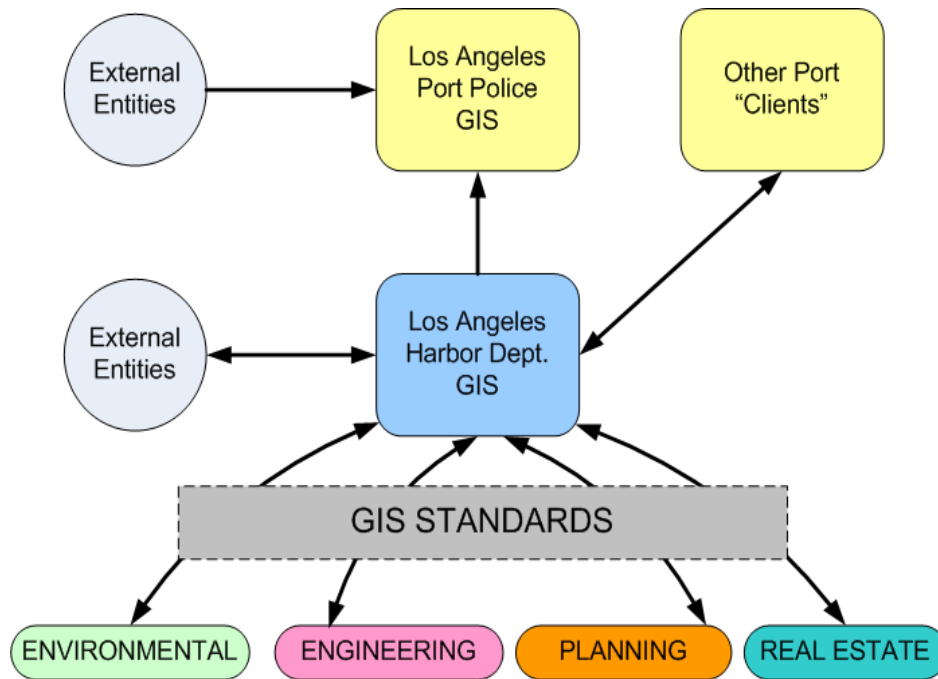 External
Entities
Los Angeles
Port Police
GIS
Other Port
“Clients”
External
Entities
Los Angeles
Harbor Dept.
GIS
GIS STANDARDS
ENVIRONMENTAL
ENGINEERING
PLANNING
REAL ESTATE